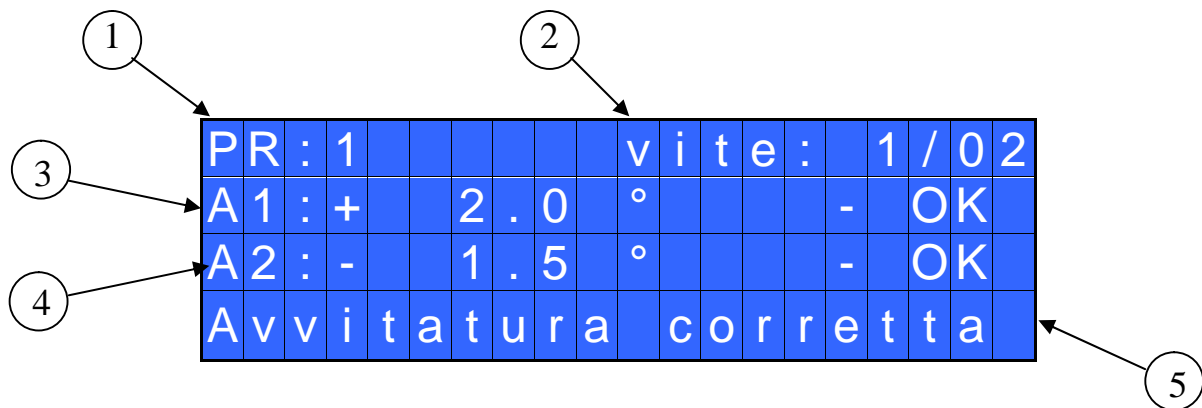 1
2
PR:1 vite: 1/02
3
A1:+ 2.0 ° - OK
A2:- 1.5 ° - OK
4
Avvitatura corretta
5